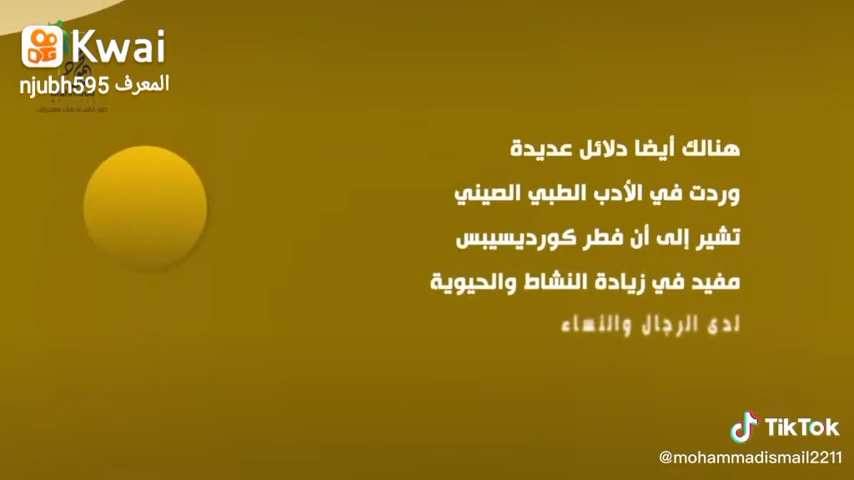 Kwai
المعرف njubh595
هنالك أيضا دلائل عديدة
وردت في الأدب الطبي الصيني
تشير إلى أن فطر كورديسيبس
مفيد في زيادة النشاط والحيوية
لدى الرجال والنساء
TikTok
@mohammadismail2211